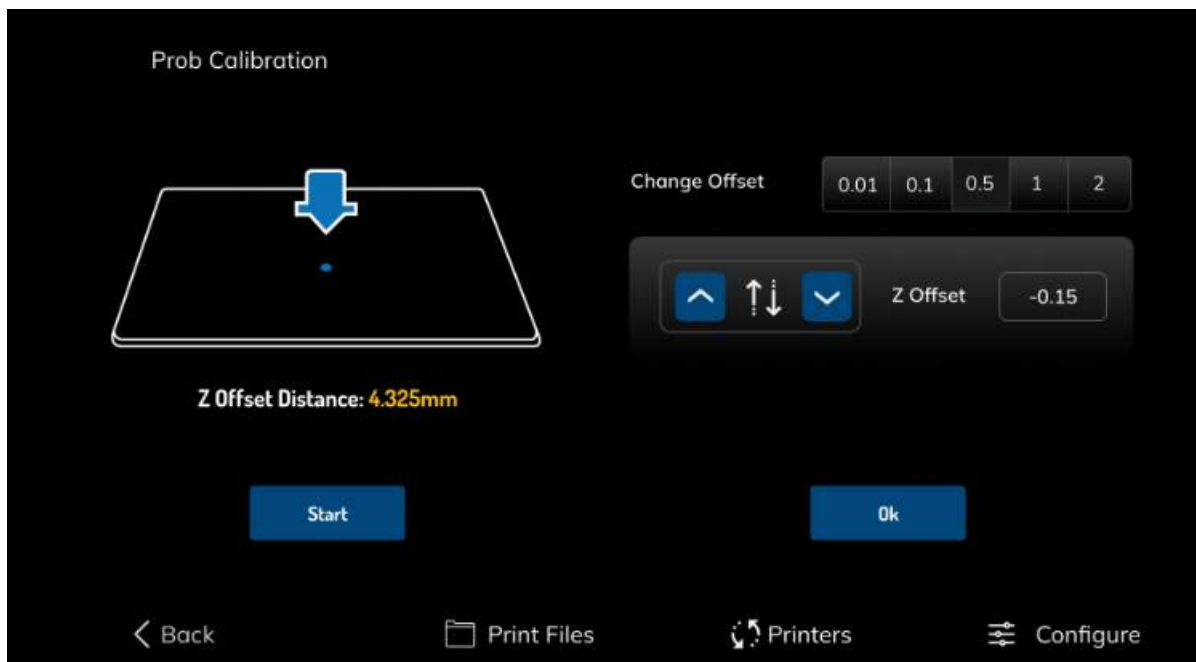 Prob Calibration
Change Offset
0.01 0.1 0.5 1 2
Z Offset -0.15
Z Offset Distance: 4.325mm
Start
Ok
Back
Print Files
Printers
Configure